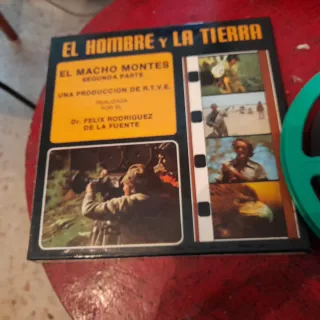 EL HOMBRE Y LA TIERRA
EL MACHO MONTES
SEGUNDA PARTE
UNA PRODUCCION DE R.T.V.E.
REALIZADA
POR EL
Dr. FELIX RODRIGUEZ
DE LA FUENTE